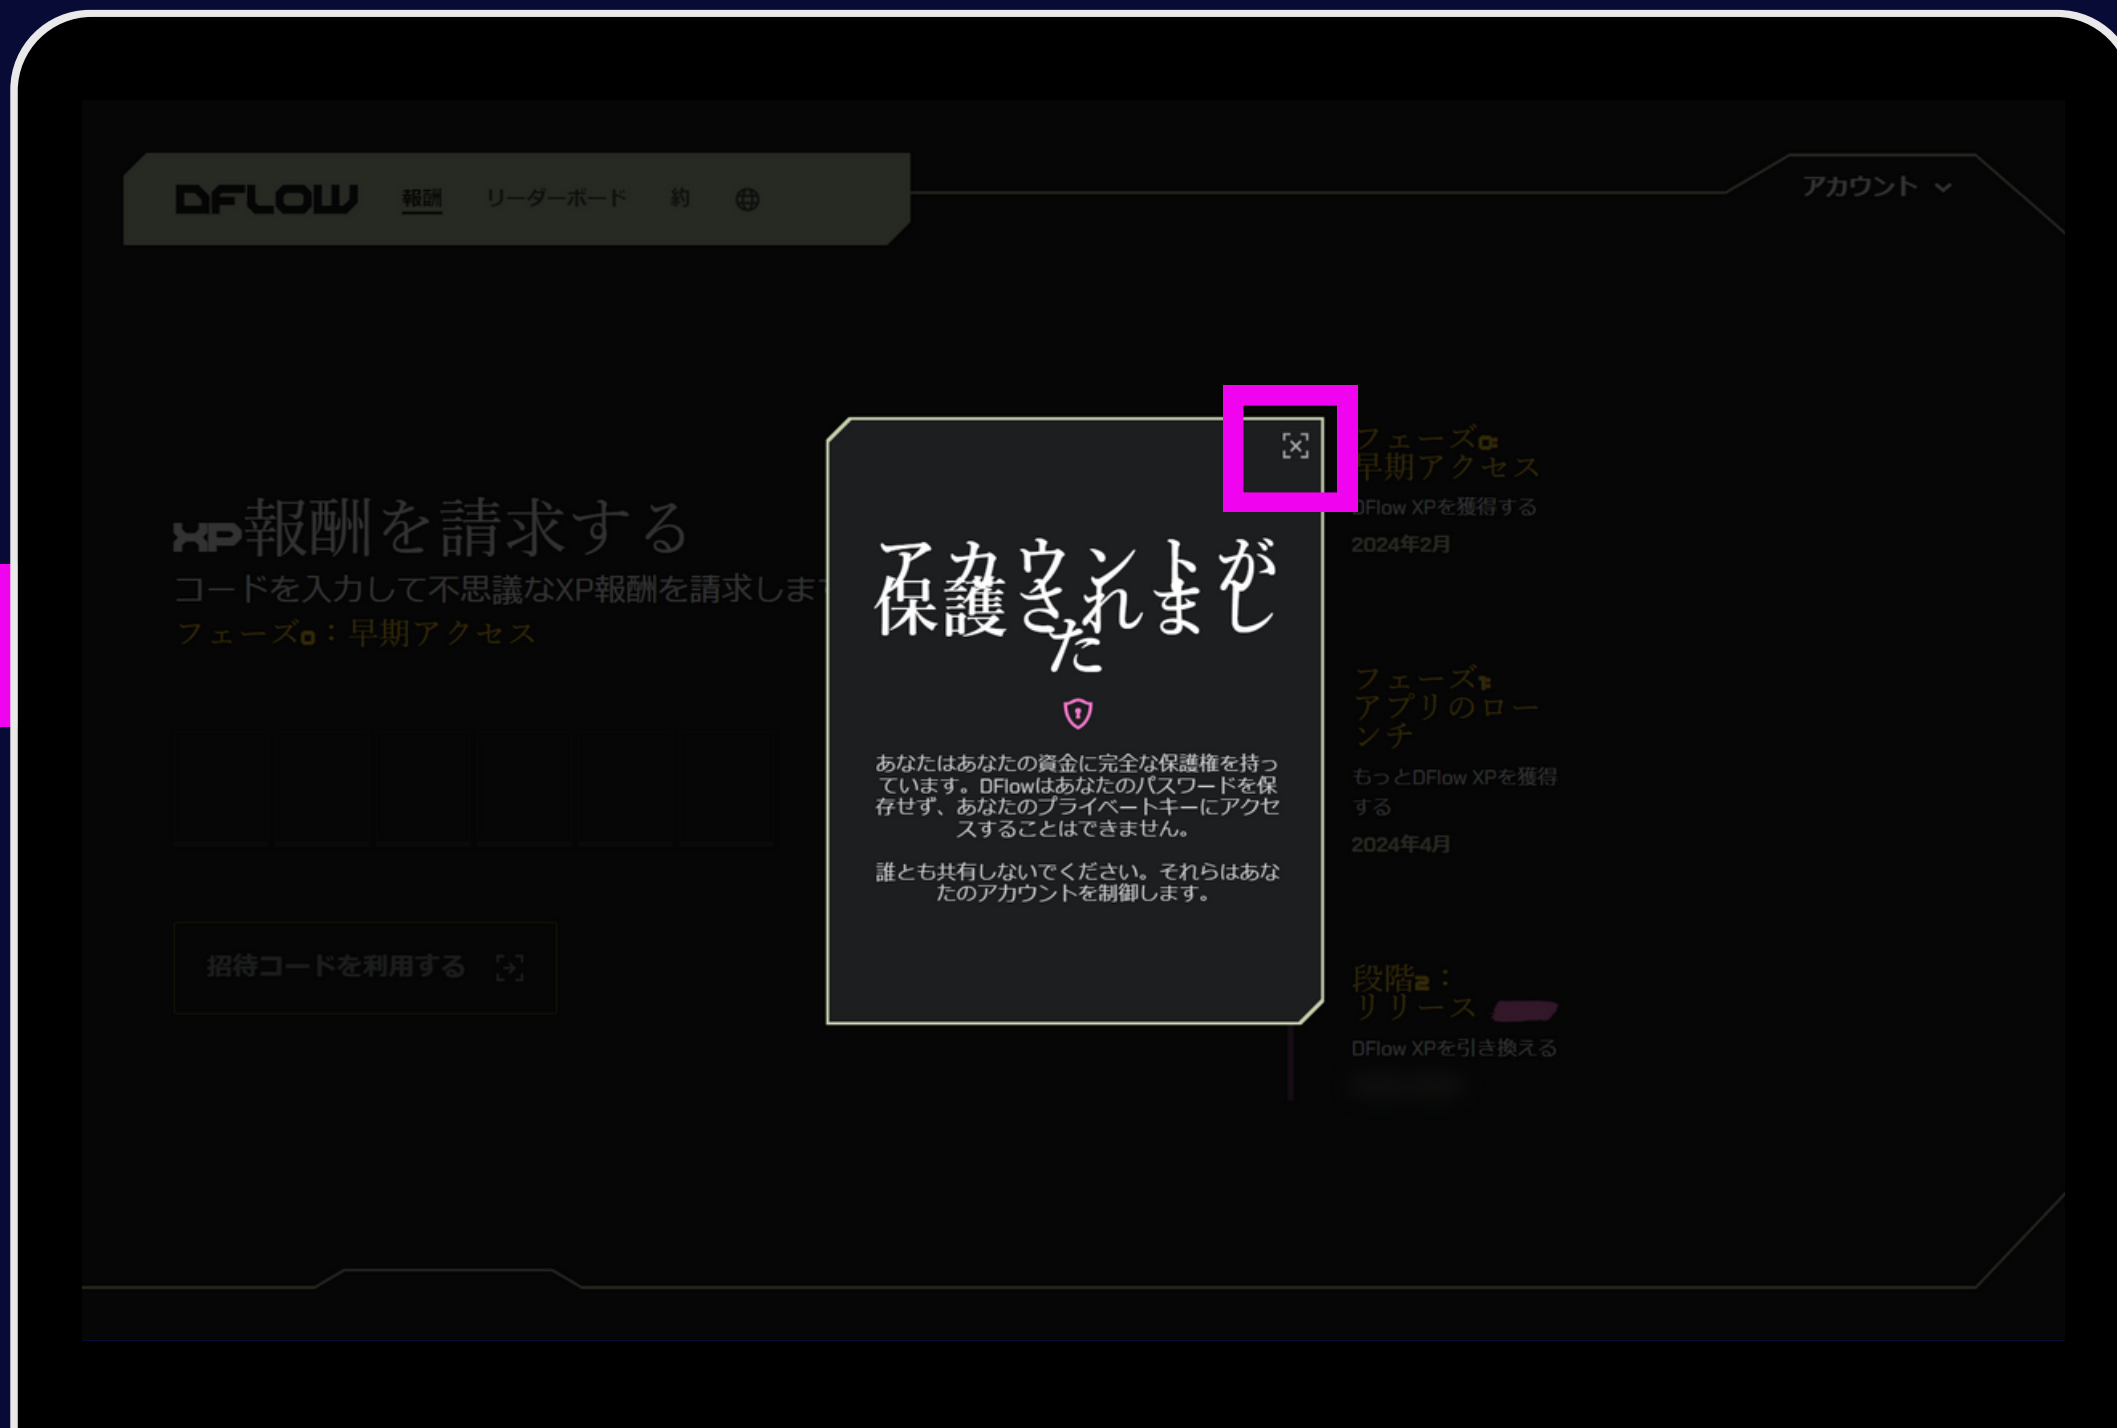 DFLOW 報酬 リーダーボード 約
アカウント
XP報酬を請求する
コードを入力して不思議なXP報酬を請求しま
フェーズ0：早期アクセス
招待コードを利用する
アカウントが
保護されまし
た
あなたはあなたの資金に完全な保護権を持っ
ています。DFlowはあなたのパスワードを保
存せず、あなたのプライベートキーにアクセ
スすることはできません。
誰とも共有しないでください。それらはあな
たのアカウントを制御します。
フェーズ0:
早期アクセス
DFlow XPを獲得する
2024年2月
フェーズ1:
アプリのロー
ンチ
もっとDFlow XPを獲得
する
2024年4月
段階2：
リリース
DFlow XPを引き換える